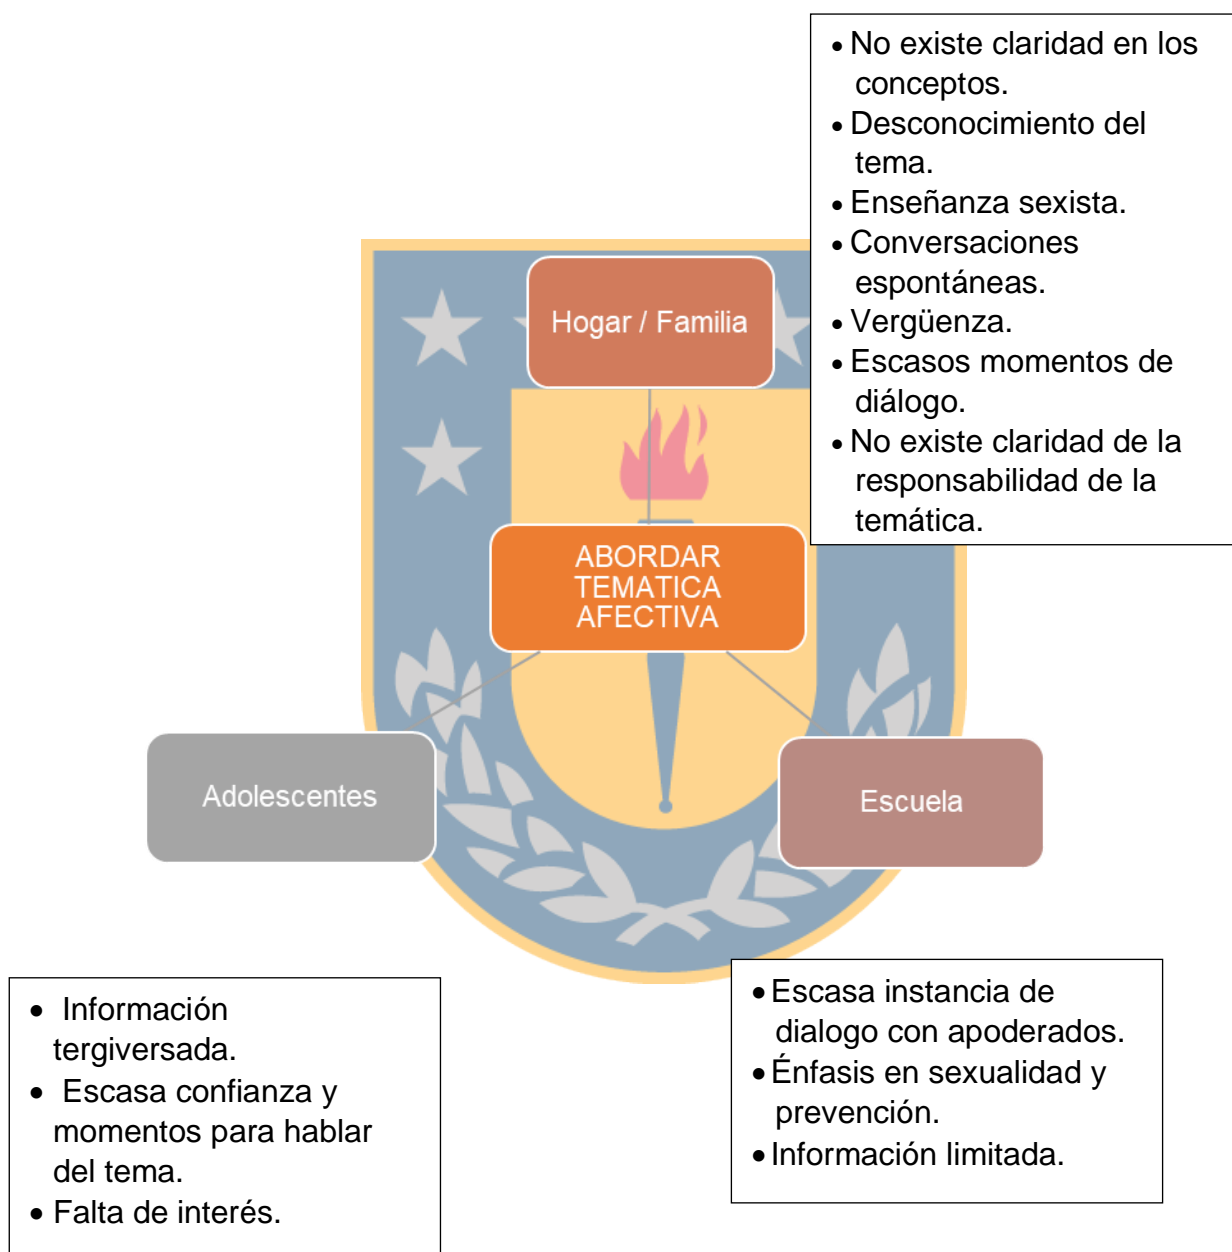 • No existe claridad en los
conceptos.
• Desconocimiento del
tema.
• Enseñanza sexista.
• Conversaciones
espontáneas.
• Vergüenza.
• Escasos momentos de
diálogo.
• No existe claridad de la
responsabilidad de la
temática.
Hogar / Familia
ABORDAR
TEMATICA
AFECTIVA
Adolescentes
Escuela
• Información
tergiversada.
• Escasa confianza y
momentos para hablar
del tema.
• Falta de interés.
• Escasa instancia de
dialogo con apoderados.
• Énfasis en sexualidad y
prevención.
• Información limitada.